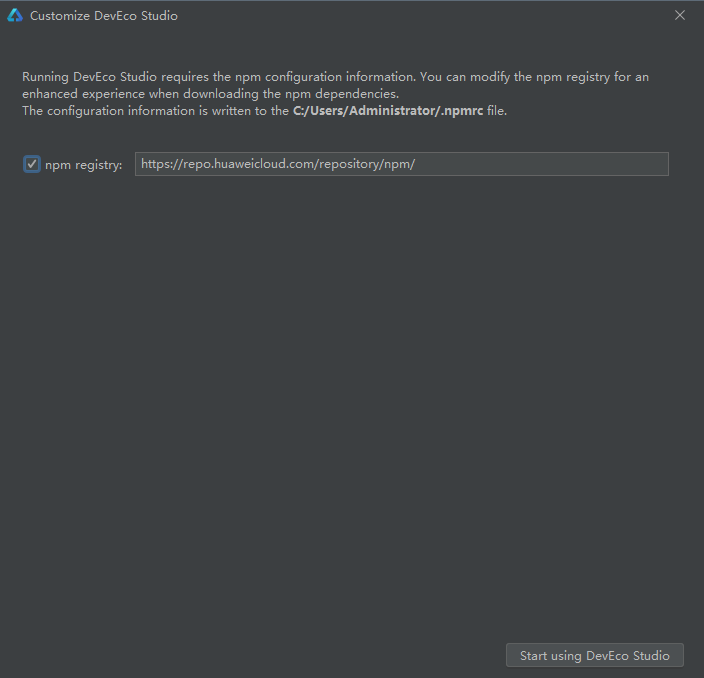 Customize DevEco Studio
Running DevEco Studio requires the npm configuration information. You can modify the npm registry for an
enhanced experience when downloading the npm dependencies.
The configuration information is written to the C:/Users/Administrator/.npmrc file.
npm registry: https://repo.huaweicloud.com/repository/npm/
Start using DevEco Studio